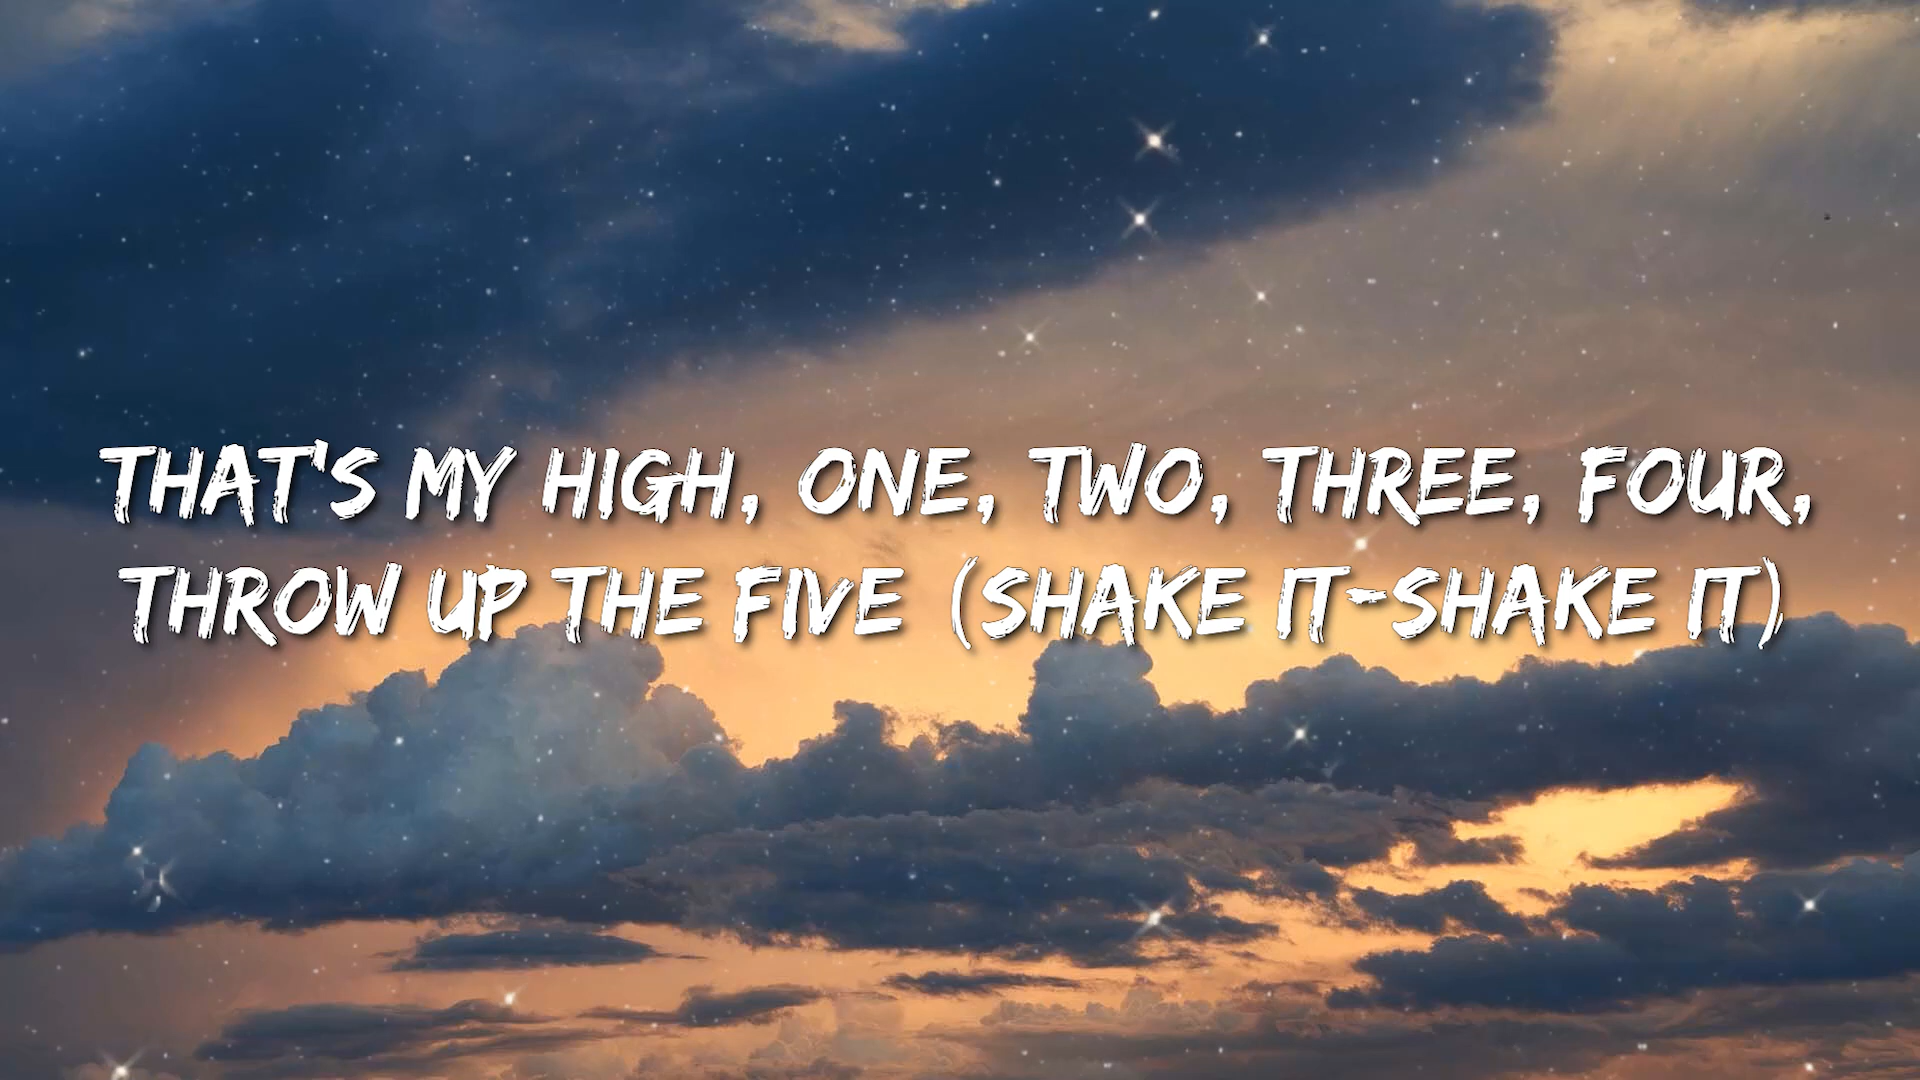 THAT'S MY HIGH, ONE, TWO, THREE, FOUR,
THROW UP THE FIVE (SHAKE IT-SHAKE IT)